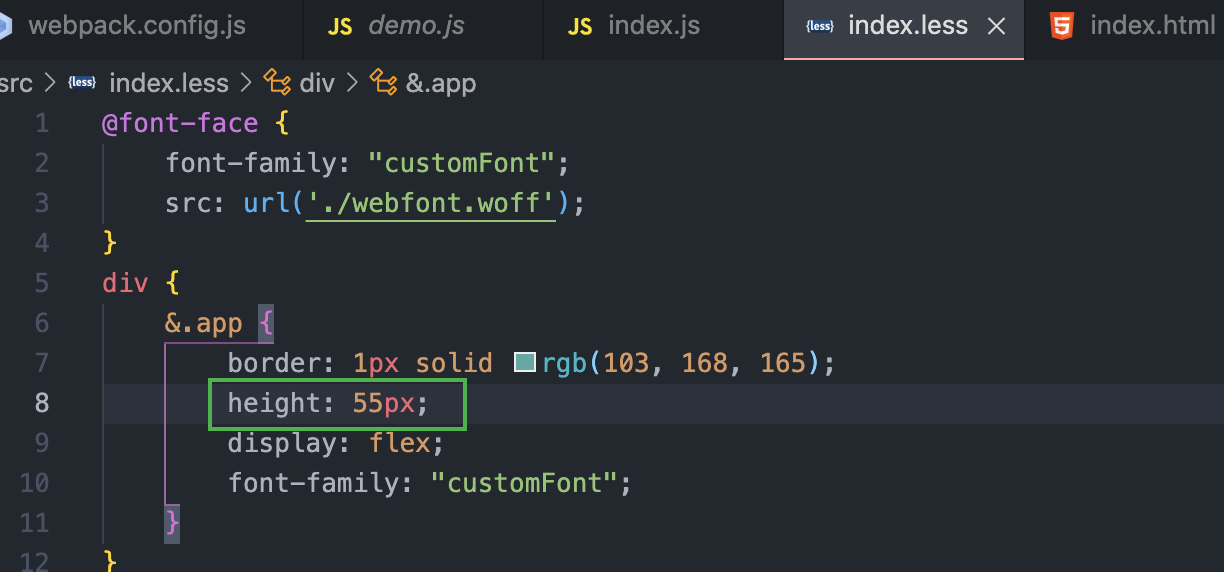 webpack.config.js JS demo.js JS index.js {less} index.less 5 index.html
src > {less} index.less > div > &.app
1 @font-face {
2 font-family: "customFont";
3 src: url('./webfont.woff');
4 }
5 div {
6 &.app {
7 border: 1px solid rgb(103, 168, 165);
8 height: 55px;
9 display: flex;
10 font-family: "customFont";
11 }
12 }